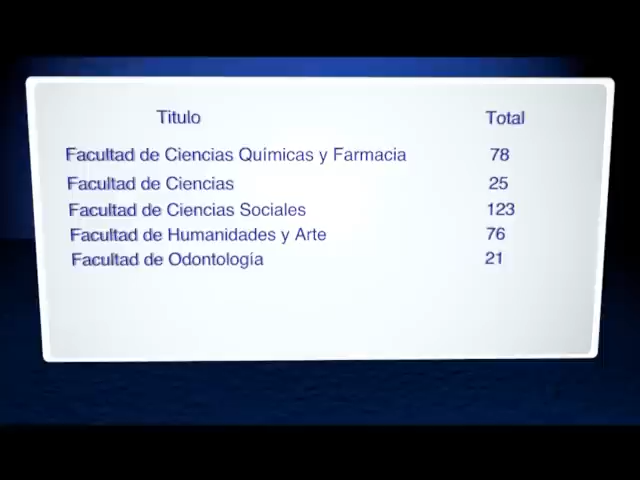 Titulo Total
Facultad de Ciencias Químicas y Farmacia 78
Facultad de Ciencias 25
Facultad de Ciencias Sociales 123
Facultad de Humanidades y Arte 76
Facultad de Odontología 21